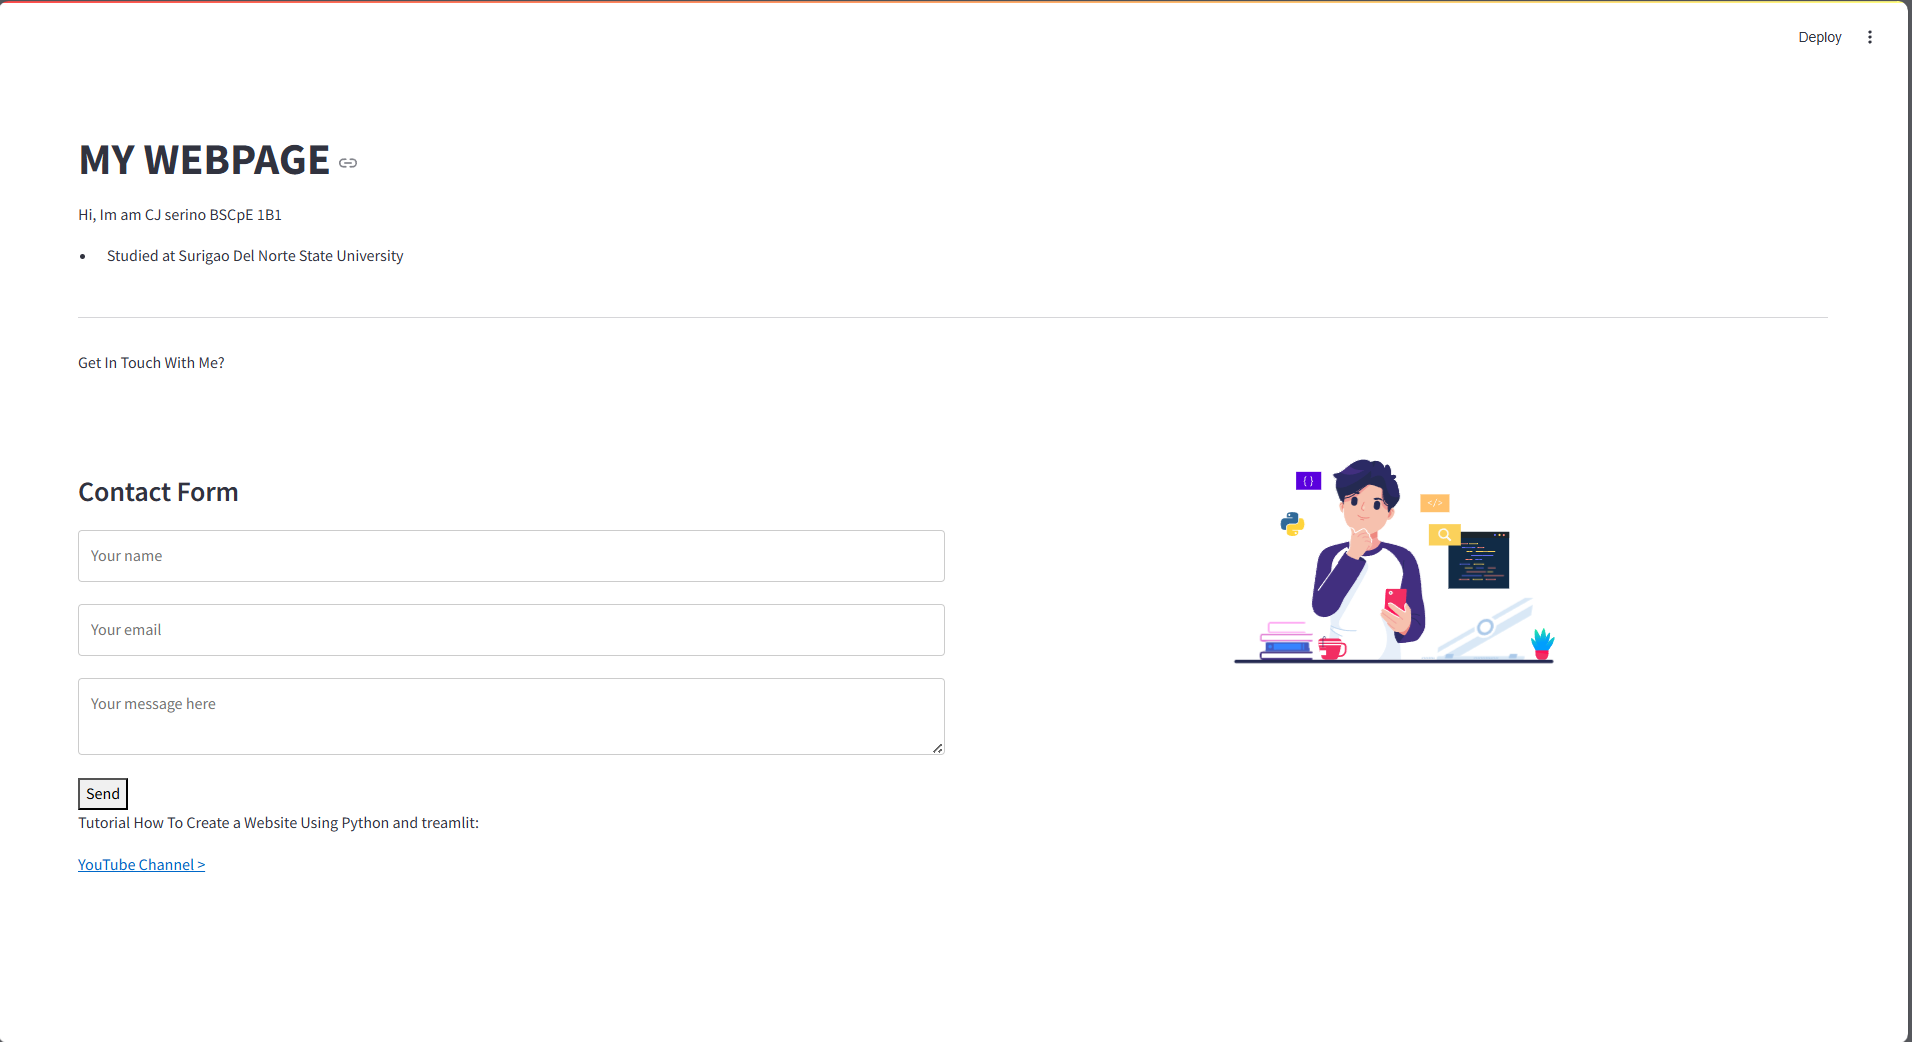 Deploy
MY WEBPAGE
Hi, Im am CJ serino BSCpE 1B1
• Studied at Surigao Del Norte State University
Get In Touch With Me?
Contact Form
Your name
Your email
Your message here
Send
Tutorial How To Create a Website Using Python and treamlit:
YouTube Channel >
{ }
</>